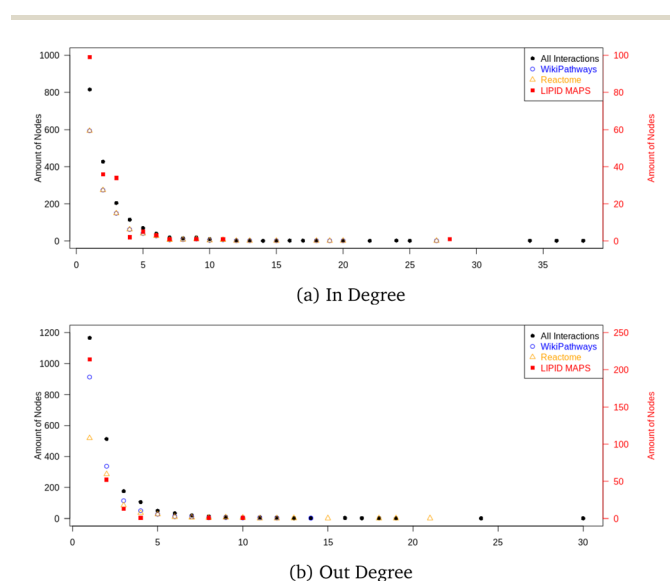 1000
800
600
400
200
0
Amount of Nodes
100
80
60
40
20
0
Amount of Nodes
All Interactions
WikiPathways
Reactome
LIPID MAPS
0 5 10 15 20 25 30 35
(a) In Degree
1200
1000
800
600
400
200
0
Amount of Nodes
250
200
150
100
50
0
Amount of Nodes
All Interactions
WikiPathways
Reactome
LIPID MAPS
0 5 10 15 20 25 30
(b) Out Degree